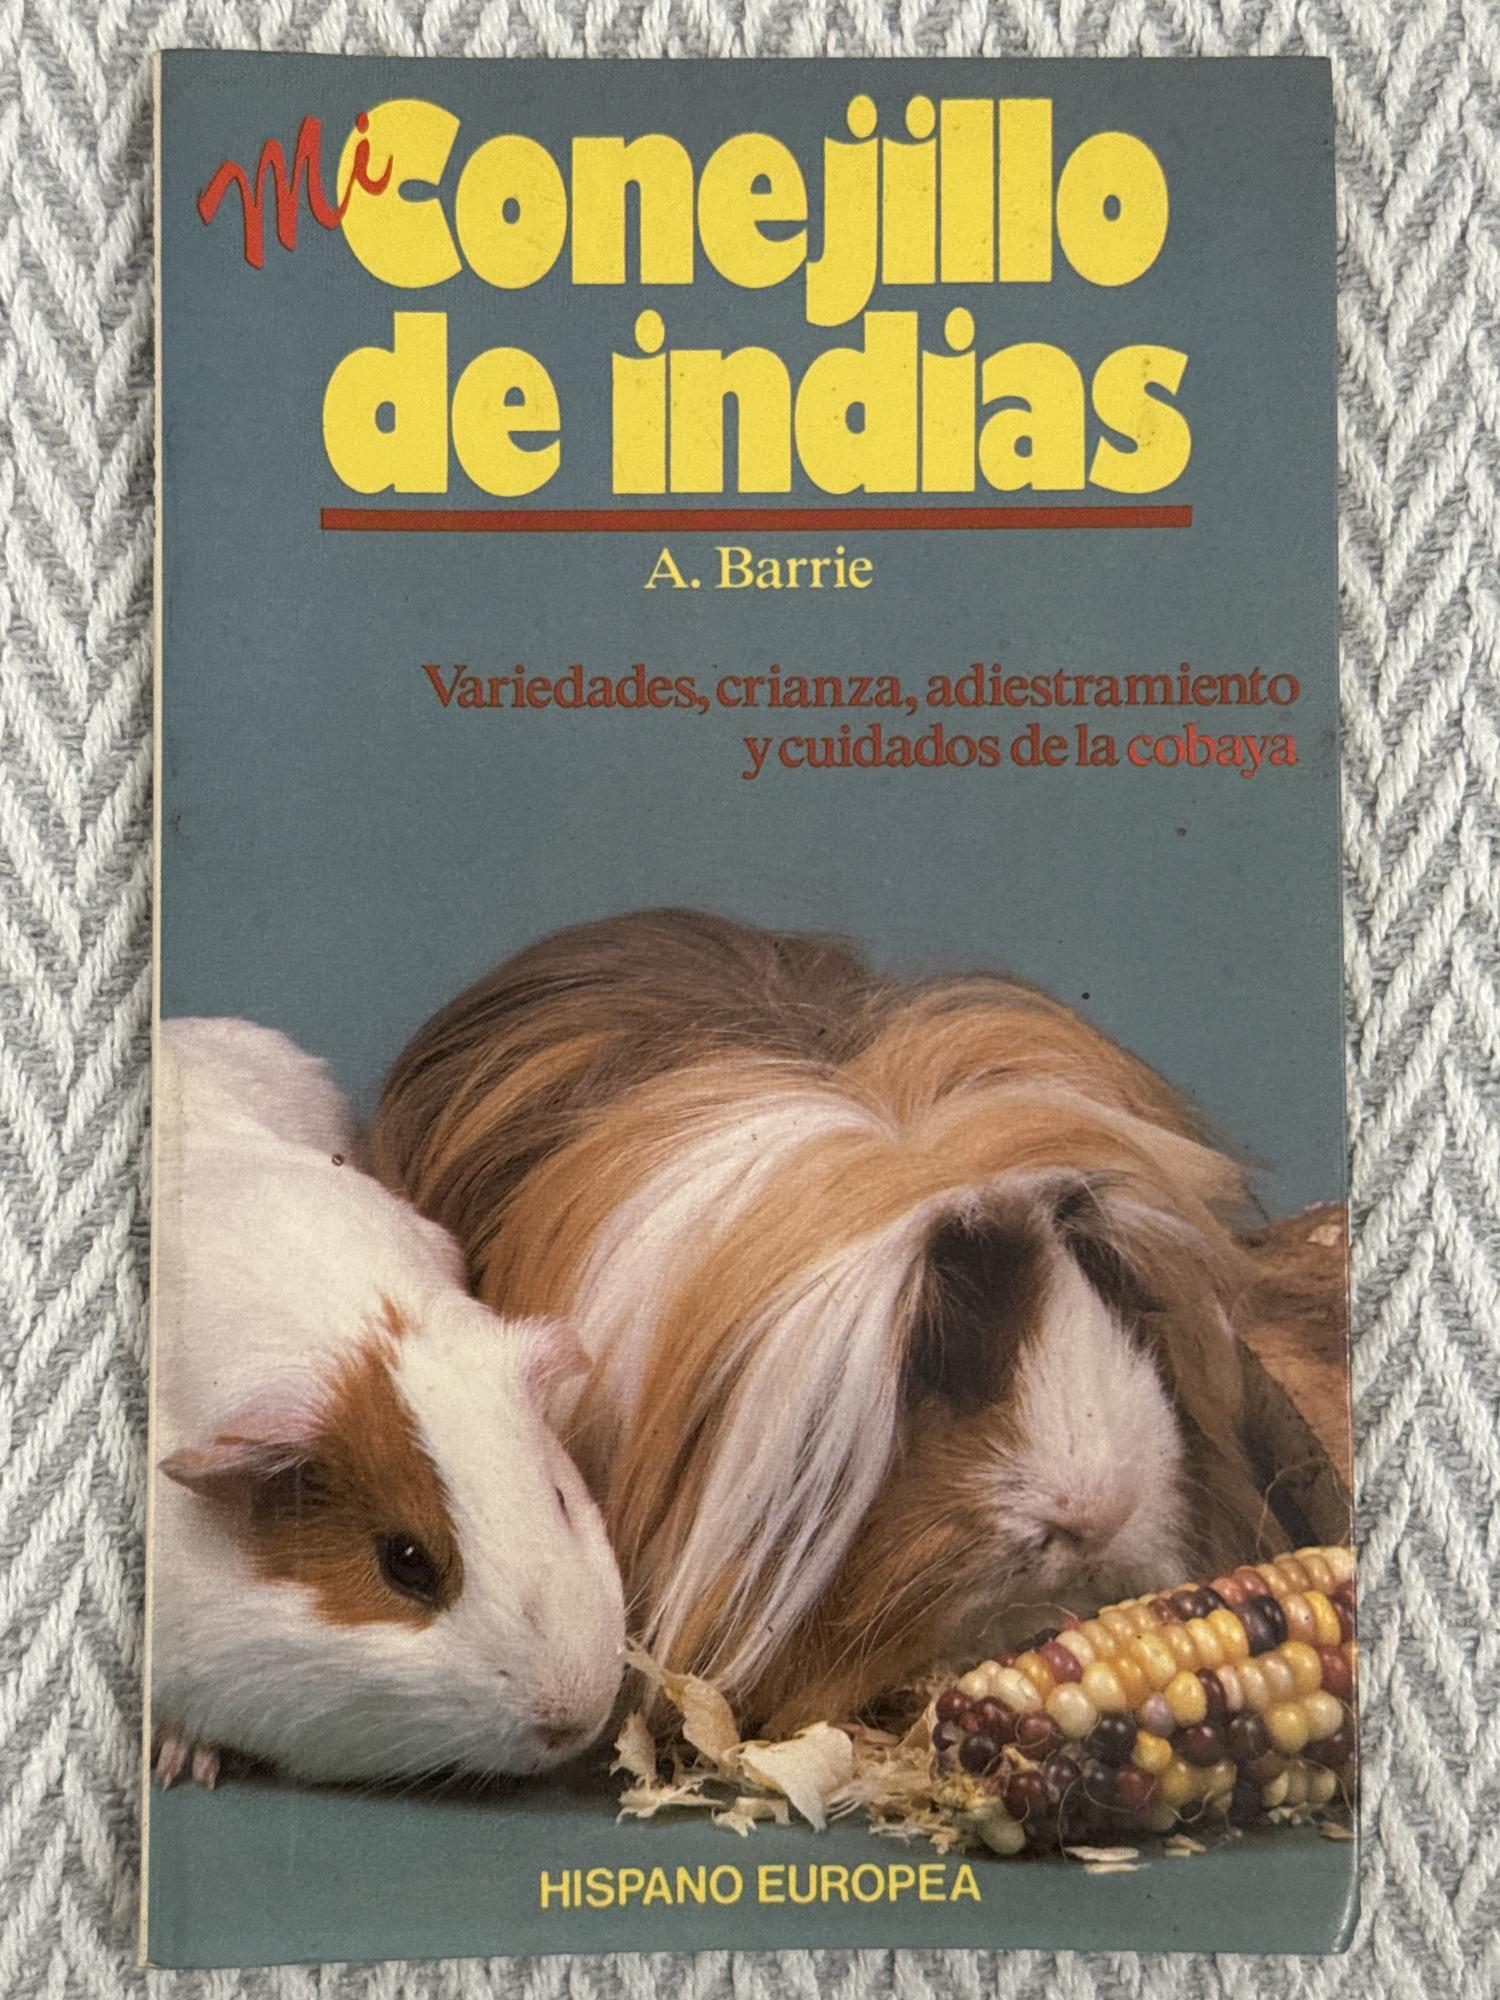 Mi Conejillo
de indias
A. Barrie
Variedades, crianza, adiestramiento
y cuidados de la cobaya
HISPANO EUROPEA